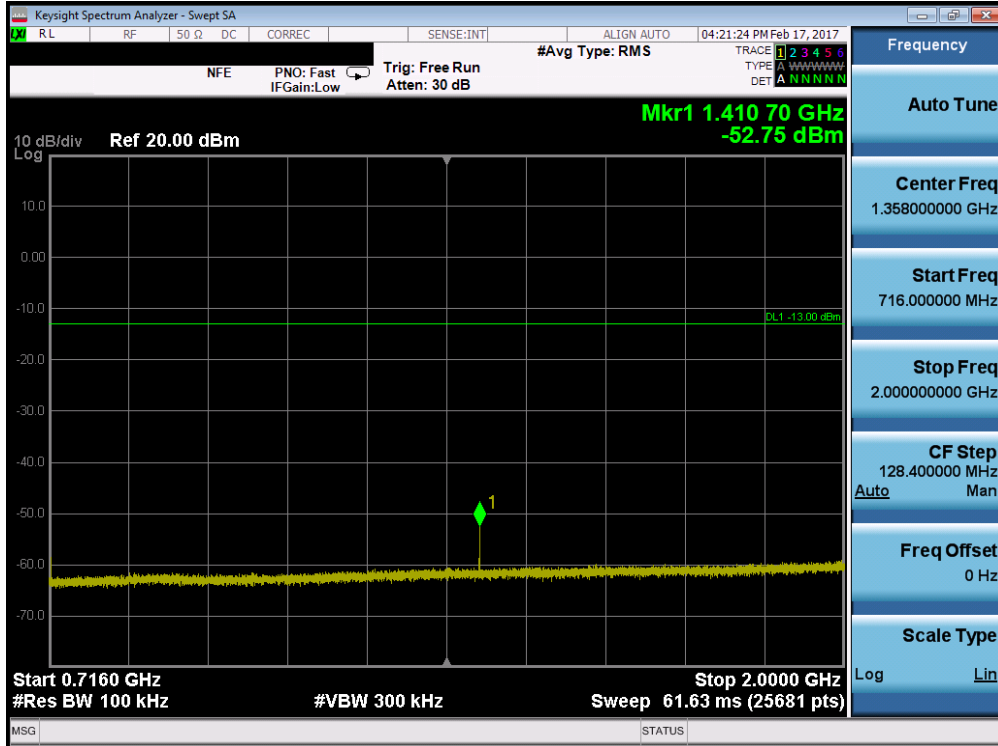 Keysight Spectrum Analyzer - Swept SA
LXI RL RF 50 Ω DC CORREC SENSE:INT ALIGN AUTO 04:21:24 PM Feb 17, 2017
#Avg Type: RMS TRACE 1 2 3 4 5 6
NFE PNO: Fast Trig: Free Run TYPE A WWWWW
IFGain:Low Atten: 30 dB DET A N N N N N
Mkr1 1.410 70 GHz
-52.75 dBm
10 dB/div Ref 20.00 dBm
Log
10.0
0.00
-10.0
DL1 -13.00 dBm
-20.0
-30.0
-40.0
-50.0
1
-60.0
-70.0
Start 0.7160 GHz Stop 2.0000 GHz
#Res BW 100 kHz #VBW 300 kHz Sweep 61.63 ms (25681 pts)
MSG STATUS
Frequency
Auto Tune
Center Freq
1.358000000 GHz
Start Freq
716.000000 MHz
Stop Freq
2.000000000 GHz
CF Step
128.400000 MHz
Auto Man
Freq Offset
0 Hz
Scale Type
Log Lin